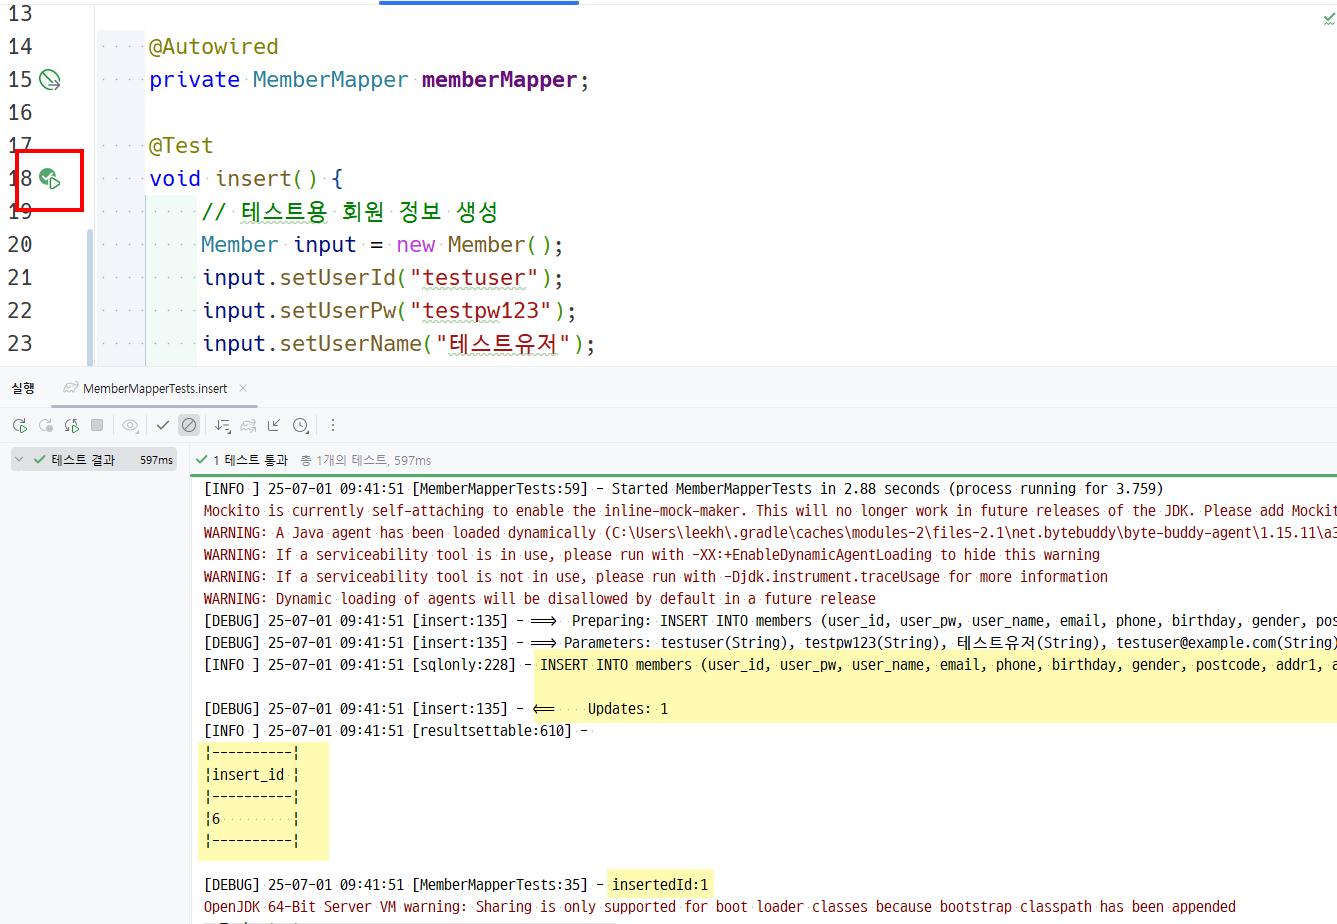 13
14 @Autowired
15 private MemberMapper memberMapper;
16
17 @Test
18 void insert() {
19 // 테스트용 회원 정보 생성
20 Member input = new Member();
21 input.setUserId("testuser");
22 input.setUserPw("testpw123");
23 input.setUserName("테스트유저");
실행 MemberMapperTests.insert ×
테스트 결과 597ms
1 테스트 통과 총 1개의 테스트, 597ms
[INFO ] 25-07-01 09:41:51 [MemberMapperTests:59] - Started MemberMapperTests in 2.88 seconds (process running for 3.759)
Mockito is currently self-attaching to enable the inline-mock-maker. This will no longer work in future releases of the JDK. Please add Mockit
WARNING: A Java agent has been loaded dynamically (C:\Users\leekh\.gradle\caches\modules-2\files-2.1\net.bytebuddy\byte-buddy-agent\1.15.11\a3
WARNING: If a serviceability tool is in use, please run with -XX:+EnableDynamicAgentLoading to hide this warning
WARNING: If a serviceability tool is not in use, please run with -Djdk.instrument.traceUsage for more information
WARNING: Dynamic loading of agents will be disallowed by default in a future release
[DEBUG] 25-07-01 09:41:51 [insert:135] - ==> Preparing: INSERT INTO members (user_id, user_pw, user_name, email, phone, birthday, gender, pos
[DEBUG] 25-07-01 09:41:51 [insert:135] - ==> Parameters: testuser(String), testpw123(String), 테스트유저(String), testuser@example.com(String)
[INFO ] 25-07-01 09:41:51 [sqlonly:228] - INSERT INTO members (user_id, user_pw, user_name, email, phone, birthday, gender, postcode, addr1, a
[DEBUG] 25-07-01 09:41:51 [insert:135] - <== Updates: 1
[INFO ] 25-07-01 09:41:51 [resultsettable:610] -
|----------|
|insert_id |
|----------|
|6 |
|----------|
[DEBUG] 25-07-01 09:41:51 [MemberMapperTests:35] - insertedId:1
OpenJDK 64-Bit Server VM warning: Sharing is only supported for boot loader classes because bootstrap classpath has been appended